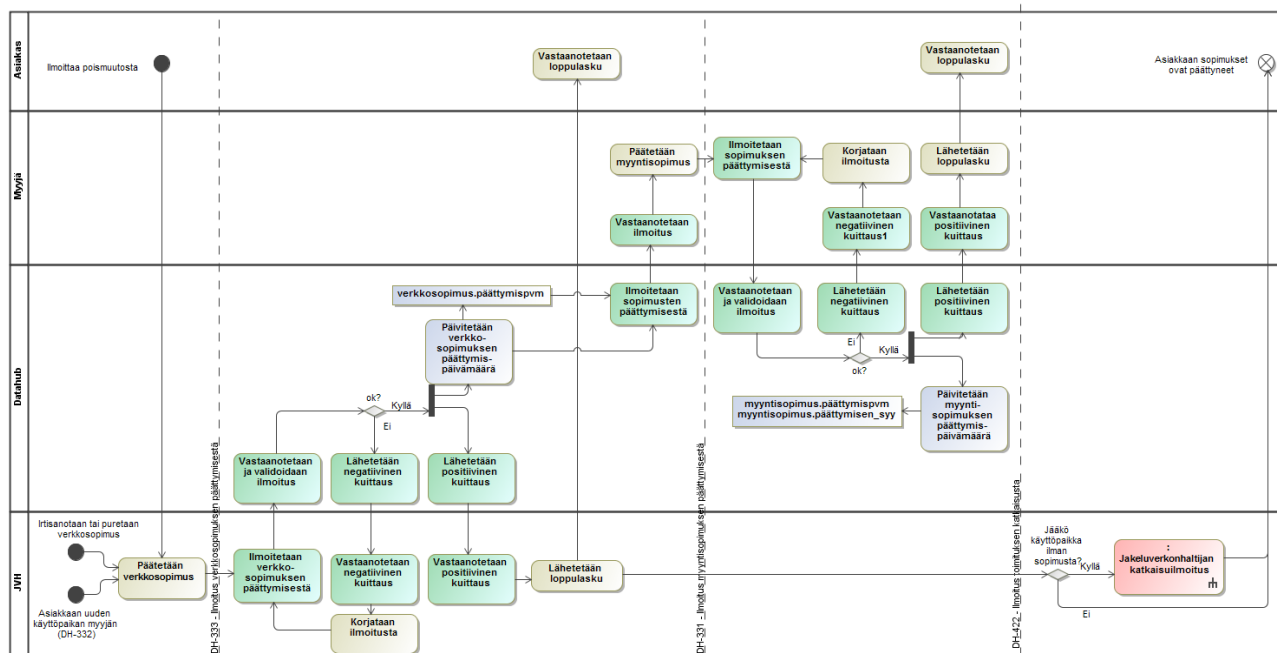 Asiakas
Ilmoittaa poismuutosta
Vastaanotetaan
loppulasku
Vastaanotetaan
loppulasku
Asiakkaan sopimukset
ovat päättyneet
Myyjä
Päätetään
myyntisopimus
Ilmoitetaan
sopimuksen
päättymisestä
Korjataan
ilmoitusta
Lähetetään
loppulasku
Vastaanotetaan
ilmoitus
Vastaanotetaan
negatiivinen
kuittaus1
Vastaanotataa
positiivinen
kuittaus
Datahub
verkkosopimus.päättymispvm
Ilmoitetaan
sopimusten
päättymisestä
Vastaanotetaan
ja validoidaan
ilmoitus
Lähetetään
negatiivinen
kuittaus
Lähetetään
positiivinen
kuittaus
Päivitetään
verkko-
sopimuksen
päättymis-
päivämäärä
Ei
Kyllä
ok?
ok?
Kyllä
Ei
myyntisopimus.päättymispvm
myyntisopimus.päättymisen_syy
Päivitetään
myynti-
sopimuksen
päättymis-
päivämäärä
Vastaanotetaan
ja validoidaan
ilmoitus
Lähetetään
negatiivinen
kuittaus
Lähetetään
positiivinen
kuittaus
DH-333 - Ilmoitus verkkosopimuksen päättymisestä
DH-331 - Ilmoitus myyntisopimuksen päättymisestä
DH-422 - Ilmoitus toimituksen katkaisusta
JVH
Irtisanotaan tai puretaan
verkkosopimus
Päätetään
verkkosopimus
Asiakkaan uuden
käyttöpaikan myyjän
(DH-332)
Ilmoitetaan
verkko-
sopimuksen
päättymisestä
Vastaanotetaan
negatiivinen
kuittaus
Vastaanotetaan
positiivinen
kuittaus
Lähetetään
loppulasku
Korjataan
ilmoitusta
Jääkö
käyttöpaikka
ilman
sopimusta?
Kyllä
:
Jakeluverkonhaltijan
katkaisuilmoitus
Ei